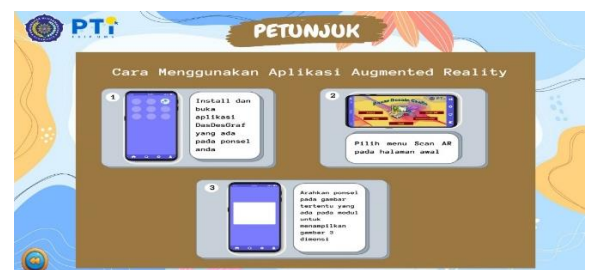 PTI
PETUNJUK
Cara Menggunakan Aplikasi Augmented Reality
1
Install dan
buka
aplikasi
DasDesGraf
yang ada
pada ponsel
anda
2
Pilih menu Scan AR
pada halaman awal
3
Arahkan ponsel
pada gambar
tertentu yang
ada pada modul
untuk
menampilkan
gambar 3
dimensi